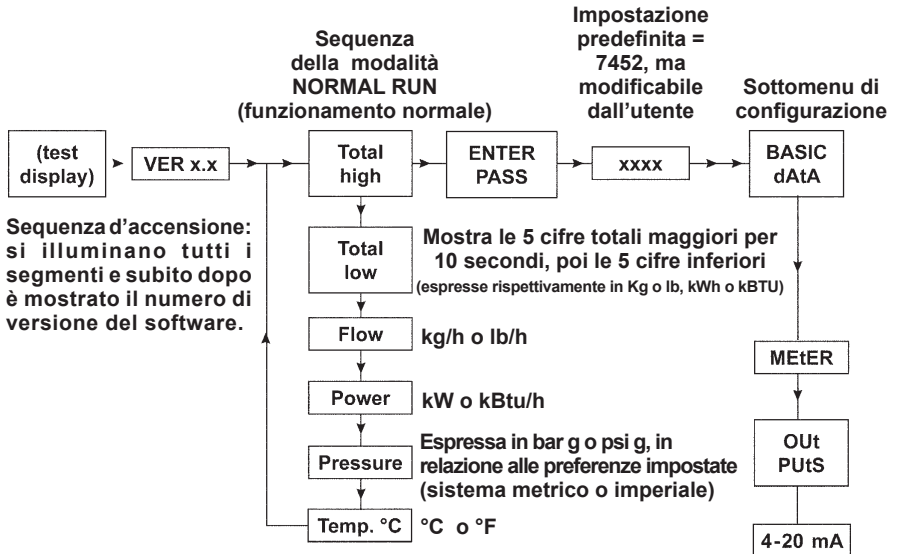 Impostazione
predefinita =
7452, ma
modificabile
dall'utente
Sequenza
della modalità
NORMAL RUN
(funzionamento normale)
Sottomenu di
configurazione
(test
display)
VER x.x
Total
high
ENTER
PASS
xxxx
BASIC
dAtA
Sequenza d'accensione:
si illuminano tutti i
segmenti e subito dopo
è mostrato il numero di
versione del software.
Total
low
Mostra le 5 cifre totali maggiori per
10 secondi, poi le 5 cifre inferiori
(espresse rispettivamente in Kg o lb, kWh o kBTU)
Flow
kg/h o lb/h
MEtER
Power
kW o kBtu/h
Pressure
Espressa in bar g o psi g, in
relazione alle preferenze impostate
(sistema metrico o imperiale)
OUt
PUtS
Temp. °C
°C o °F
4-20 mA